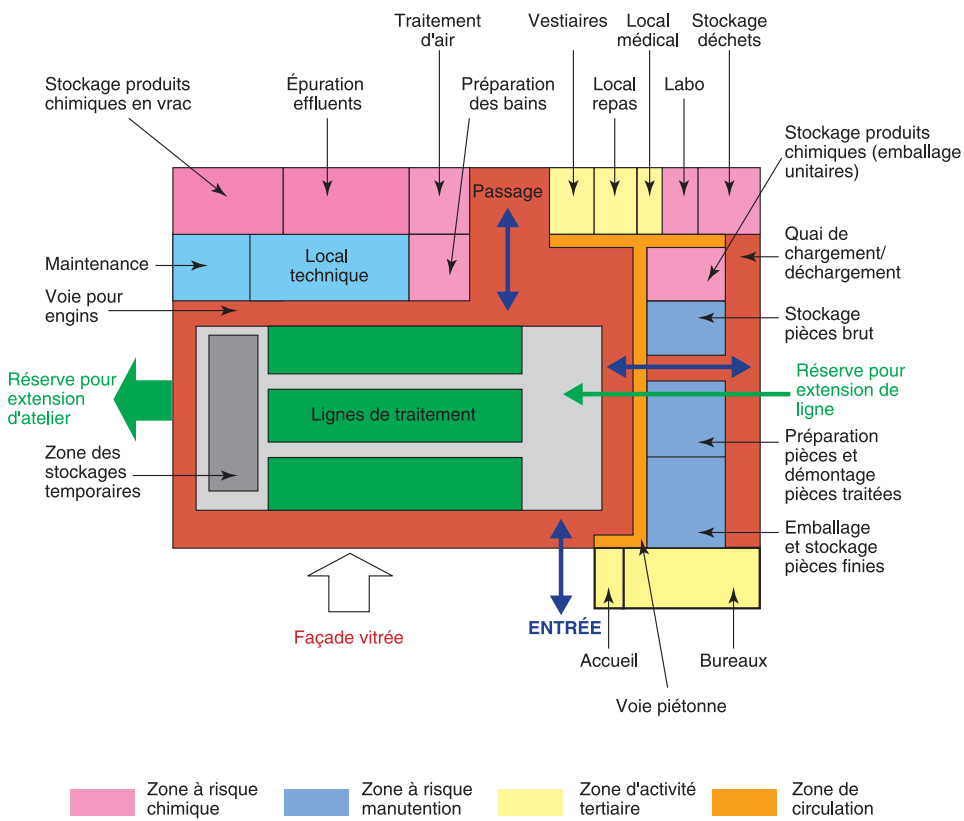 Traitement
d'air
Vestiaires
Local
médical
Stockage
déchets
Stockage produits
chimiques en vrac
Épuration
effluents
Préparation
des bains
Local
repas
Labo
Stockage produits
chimiques (emballage
unitaires)
Passage
Quai de
chargement/
déchargement
Maintenance
Local
technique
Voie pour
engins
Stockage
pièces brut
Réserve pour
extension
d'atelier
Réserve pour
extension de
ligne
Lignes de traitement
Préparation
pièces et
démontage
pièces traitées
Zone des
stockages
temporaires
Emballage
et stockage
pièces finies
Façade vitrée
ENTRÉE
Accueil
Bureaux
Voie piétonne
Zone à risque
chimique
Zone à risque
manutention
Zone d'activité
tertiaire
Zone de
circulation